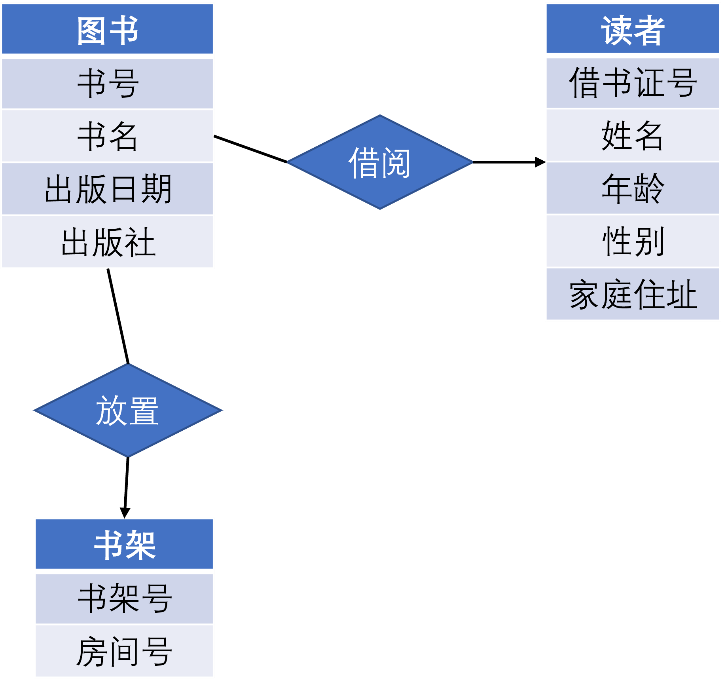 图书
书号
书名
出版日期
出版社
借阅
读者
借书证号
姓名
年龄
性别
家庭住址
放置
书架
书架号
房间号